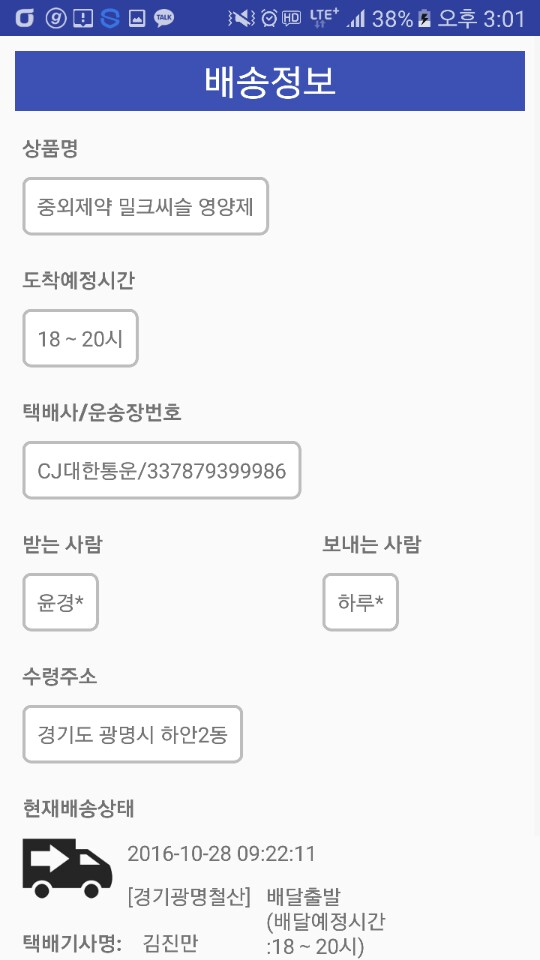 TALK HD LTE+ 38% 오후 3:01
배송정보
상품명
중외제약 밀크씨슬 영양제
도착예정시간
18 ~ 20시
택배사/운송장번호
CJ대한통운/337879399986
받는 사람 보내는 사람
윤경* 하루*
수령주소
경기도 광명시 하안2동
현재배송상태
2016-10-28 09:22:11
[경기광명철산] 배달출발
(배달예정시간
:18 ~ 20시)
택배기사명: 김진만